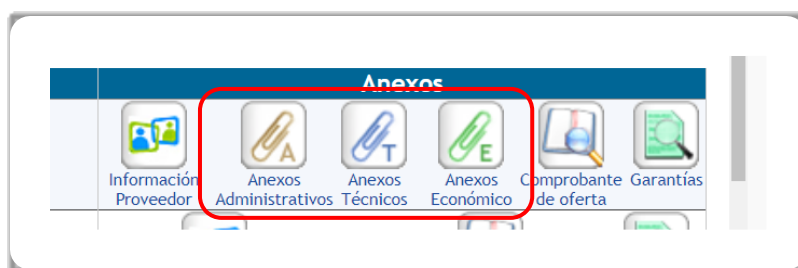 Anexos
A T E
Información Anexos Anexos Anexos Comprobante Garantías
Proveedor Administrativos Técnicos Económico de oferta